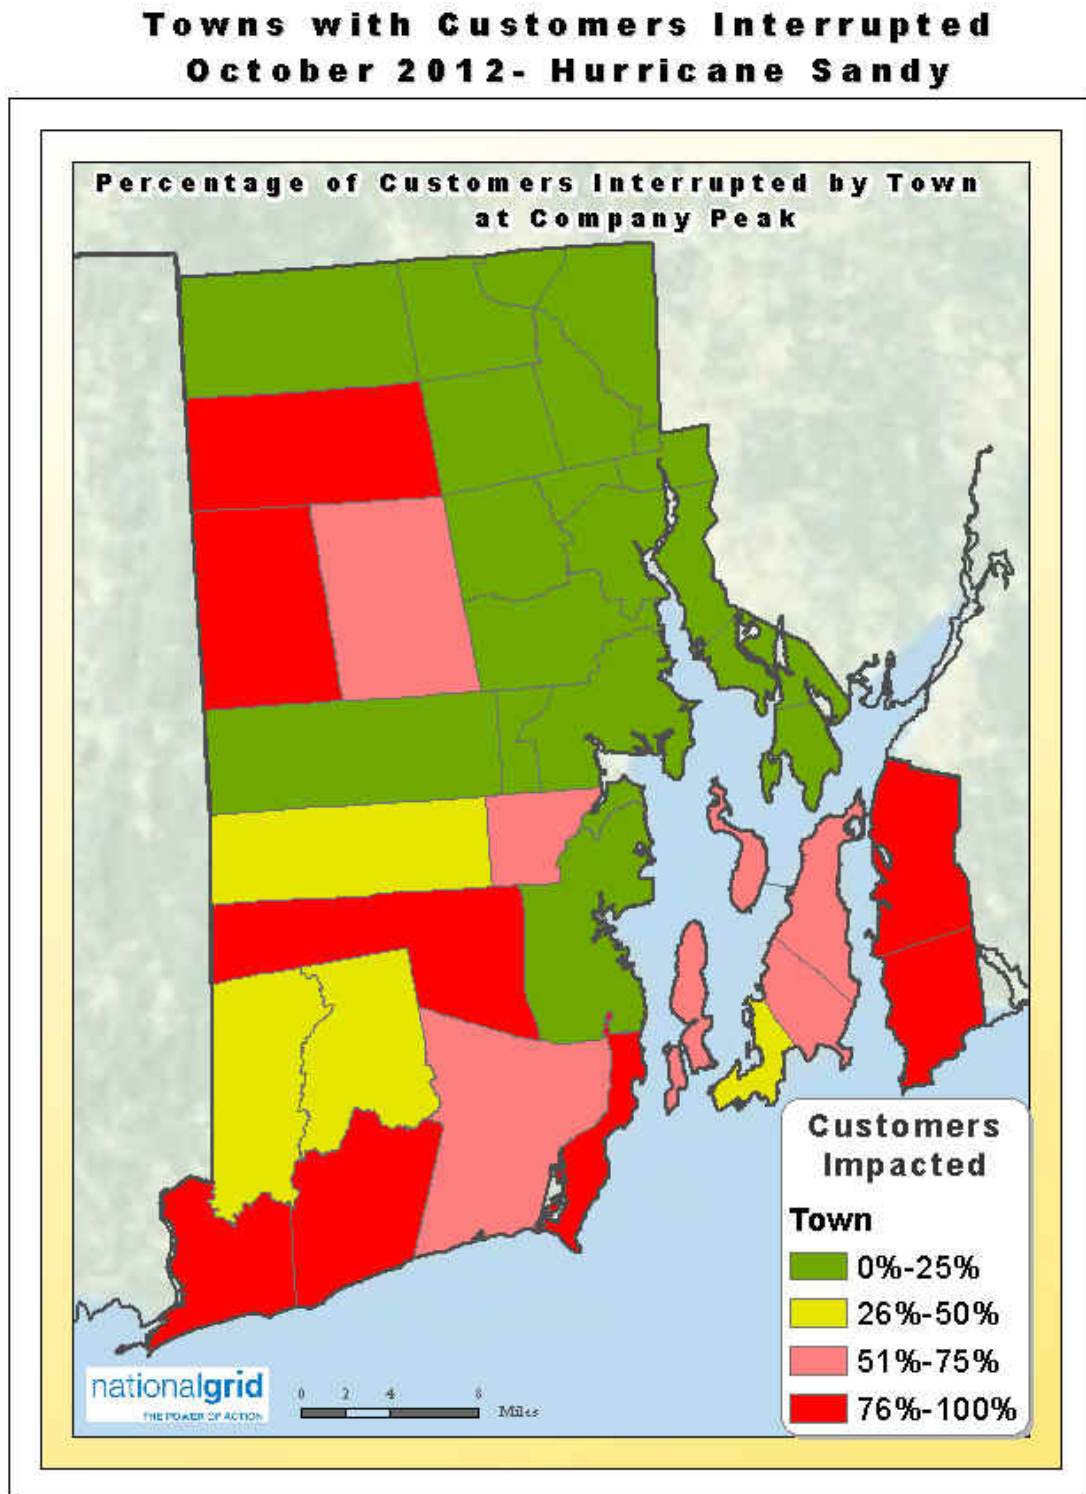 Towns with Customers Interrupted
October 2012- Hurricane Sandy
Percentage of Customers Interrupted by Town
at Company Peak
Customers
Impacted
Town
0%-25%
26%-50%
51%-75%
76%-100%
nationalgrid
THE POWER OF ACTION
0 2 4 8
Miles